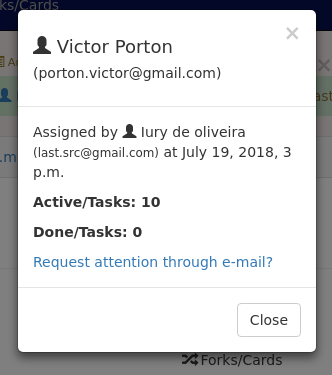 ks/Cards
×
Victor Porton
(porton.victor@gmail.com)
Assigned by Iury de oliveira
(last.src@gmail.com) at July 19, 2018, 3
p.m.
Active/Tasks: 10
Done/Tasks: 0
Request attention through e-mail?
Close
Forks/Cards